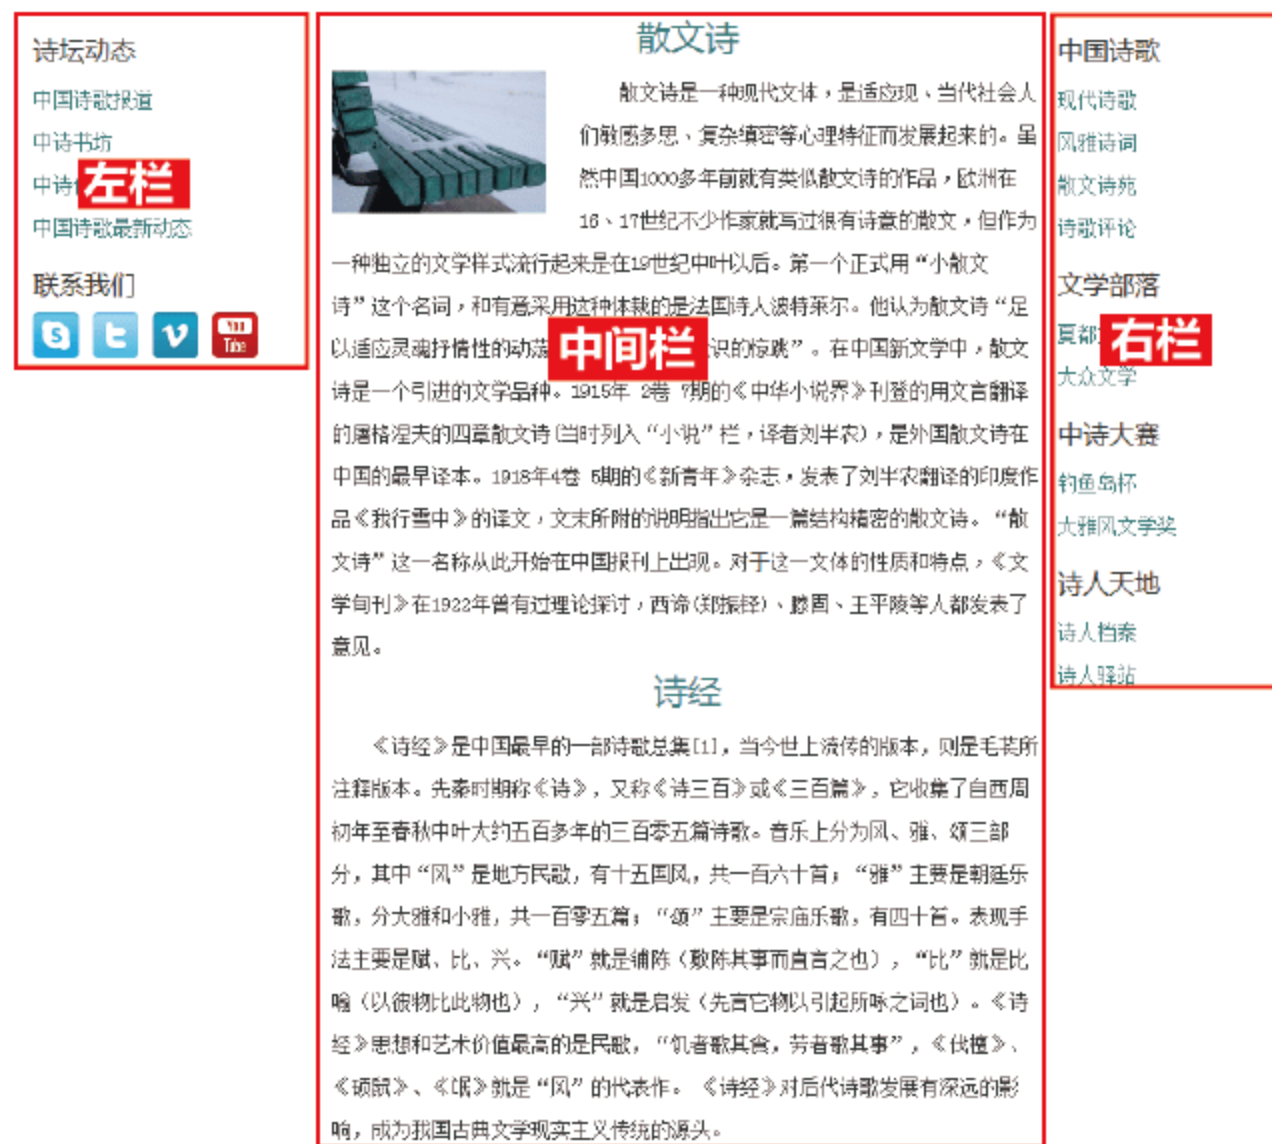 诗坛动态
中国诗歌报道
中诗书坊
中诗
左栏
中国诗歌最新动态
联系我们
You
Tube
散文诗
散文诗是一种现代文体，是适应现、当代社会人
们敏感多思、复杂缜密等心理特征而发展起来的。虽
然中国1000多年前就有类似散文诗的作品，欧洲在
16、17世纪不少作家就写过很有诗意的散文，但作为
一种独立的文学样式流行起来是在19世纪中叶以后。第一个正式用“小散文
诗”这个名词，和有意采用这种体裁的是法国诗人波特莱尔。他认为散文诗“足
以适应灵魂抒情性的动荡
中间栏
识的惊跳”。在中国新文学中，散文
诗是一个引进的文学品种。1915年 2卷 7期的《中华小说界》刊登的用文言翻译
的屠格涅夫的四章散文诗(当时列入“小说”栏，译者刘半农)，是外国散文诗在
中国的最早译本。1918年4卷 5期的《新青年》杂志，发表了刘半农翻译的印度作
品《我行雪中》的译文，文末所附的说明指出它是一篇结构精密的散文诗。“散
文诗”这一名称从此开始在中国报刊上出现。对于这一文体的性质和特点，《文
学旬刊》在1922年曾有过理论探讨，西谛(郑振铎)、滕固、王平陵等人都发表了
意见。
诗经
《诗经》是中国最早的一部诗歌总集[1]，当今世上流传的版本，则是毛苌所
注释版本。先秦时期称《诗》，又称《诗三百》或《三百篇》，它收集了自西周
初年至春秋中叶大约五百多年的三百零五篇诗歌。音乐上分为风、雅、颂三部
分，其中“风”是地方民歌，有十五国风，共一百六十首；“雅”主要是朝廷乐
歌，分大雅和小雅，共一百零五篇；“颂”主要是宗庙乐歌，有四十首。表现手
法主要是赋、比、兴。“赋”就是铺陈（敷陈其事而直言之也），“比”就是比
喻（以彼物比此物也），“兴”就是启发（先言它物以引起所咏之词也）。《诗
经》思想和艺术价值最高的是民歌，“饥者歌其食，劳者歌其事”，《伐檀》、
《硕鼠》、《氓》就是“风”的代表作。《诗经》对后代诗歌发展有深远的影
响，成为我国古典文学现实主义传统的源头。
中国诗歌
现代诗歌
风雅诗词
散文诗苑
诗歌评论
文学部落
夏都
右栏
大众文学
中诗大赛
钓鱼岛杯
大雅风文学奖
诗人天地
诗人档案
诗人驿站